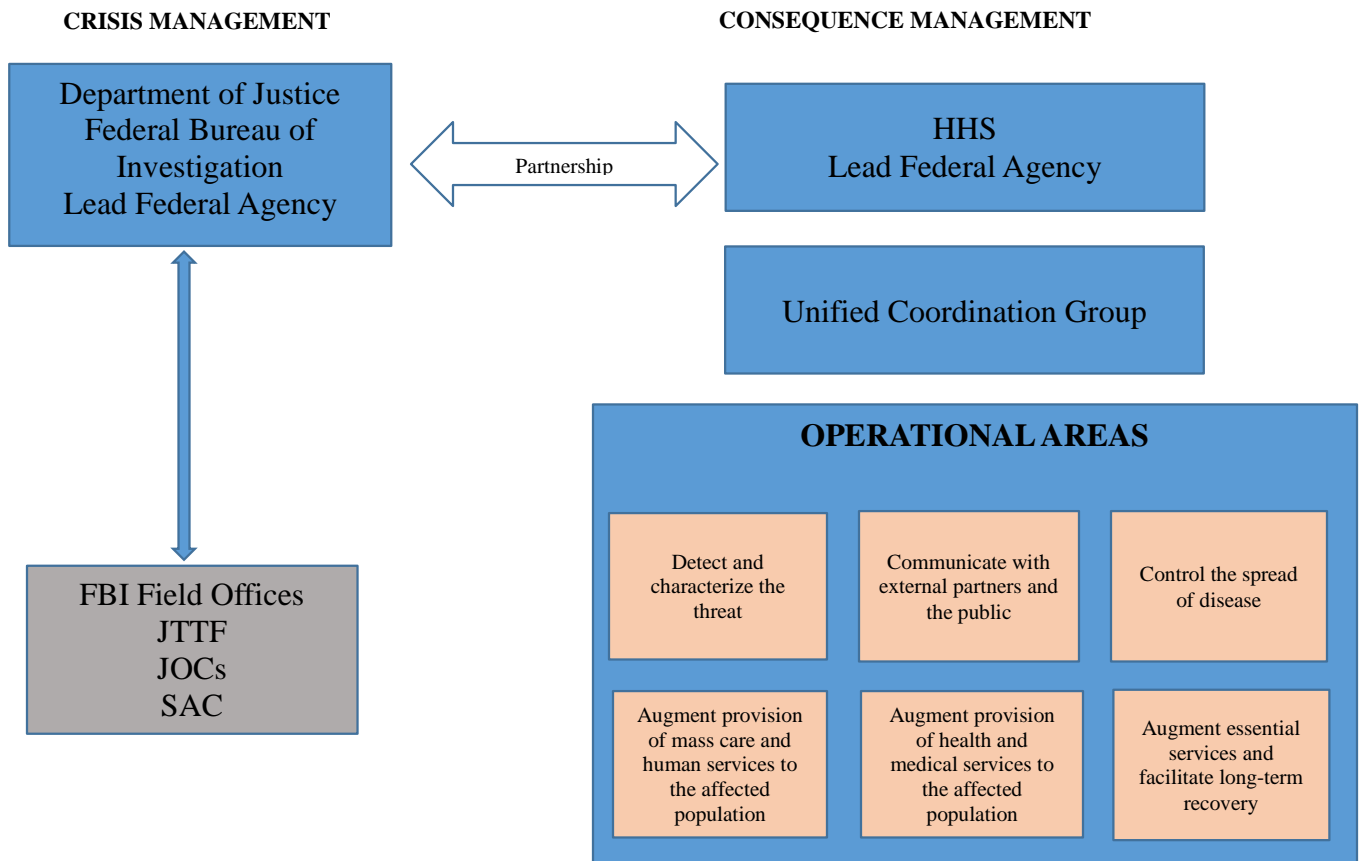 CRISIS MANAGEMENT
CONSEQUENCE MANAGEMENT
Department of Justice
Federal Bureau of
Investigation
Lead Federal Agency
Partnership
HHS
Lead Federal Agency
Unified Coordination Group
FBI Field Offices
JTTF
JOCs
SAC
OPERATIONAL AREAS
Detect and
characterize the
threat
Communicate with
external partners and
the public
Control the spread
of disease
Augment provision
of mass care and
human services to
the affected
population
Augment provision
of health and
medical services to
the affected
population
Augment essential
services and
facilitate long-term
recovery